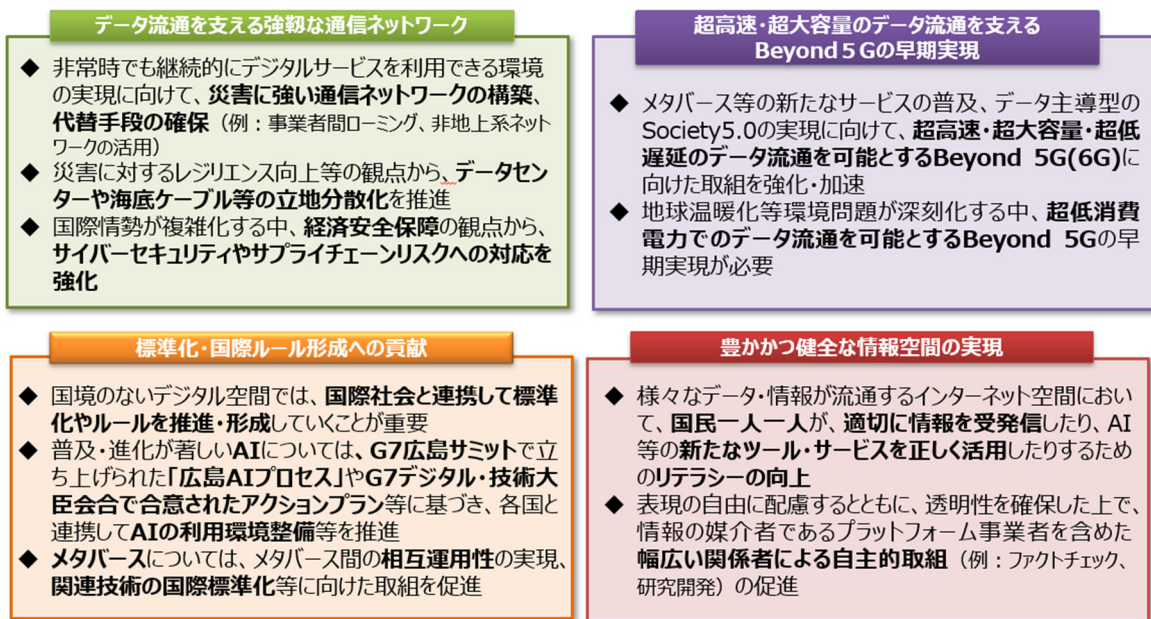 データ流通を支える強靱な通信ネットワーク
◆ 非常時でも継続的にデジタルサービスを利用できる環境
の実現に向けて、災害に強い通信ネットワークの構築、
代替手段の確保（例：事業者間ローミング、非地上系ネット
ワークの活用）
◆ 災害に対するレジリエンス向上等の観点から、データセン
ターや海底ケーブル等の立地分散化を推進
◆ 国際情勢が複雑化する中、経済安全保障の観点から、
サイバーセキュリティやサプライチェーンリスクへの対応を
強化
超高速・超大容量のデータ流通を支える
Beyond５Gの早期実現
◆ メタバース等の新たなサービスの普及、データ主導型の
Society5.0の実現に向けて、超高速・超大容量・超低
遅延のデータ流通を可能とするBeyond 5G(6G)に
向けた取組を強化・加速
◆ 地球温暖化等環境問題が深刻化する中、超低消費
電力でのデータ流通を可能とするBeyond 5Gの早
期実現が必要
標準化・国際ルール形成への貢献
◆ 国境のないデジタル空間では、国際社会と連携して標準
化やルールを推進・形成していくことが重要
◆ 普及・進化が著しいAIについては、G7広島サミットで立
ち上げられた「広島AIプロセス」やG7デジタル・技術大
臣会合で合意されたアクションプラン等に基づき、各国と
連携してAIの利用環境整備等を推進
◆ メタバースについては、メタバース間の相互運用性の実現、
関連技術の国際標準化等に向けた取組を促進
豊かかつ健全な情報空間の実現
◆ 様々なデータ・情報が流通するインターネット空間におい
て、国民一人一人が、適切に情報を受発信したり、AI
等の新たなツール・サービスを正しく活用したりするため
のリテラシーの向上
◆ 表現の自由に配慮するとともに、透明性を確保した上で、
情報の媒介者であるプラットフォーム事業者を含めた
幅広い関係者による自主的取組（例：ファクトチェック、
研究開発）の促進